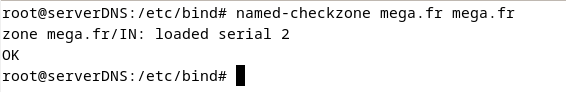 root@serverDNS:/etc/bind# named-checkzone mega.fr mega.fr
zone mega.fr/IN: loaded serial 2
OK
root@serverDNS:/etc/bind#